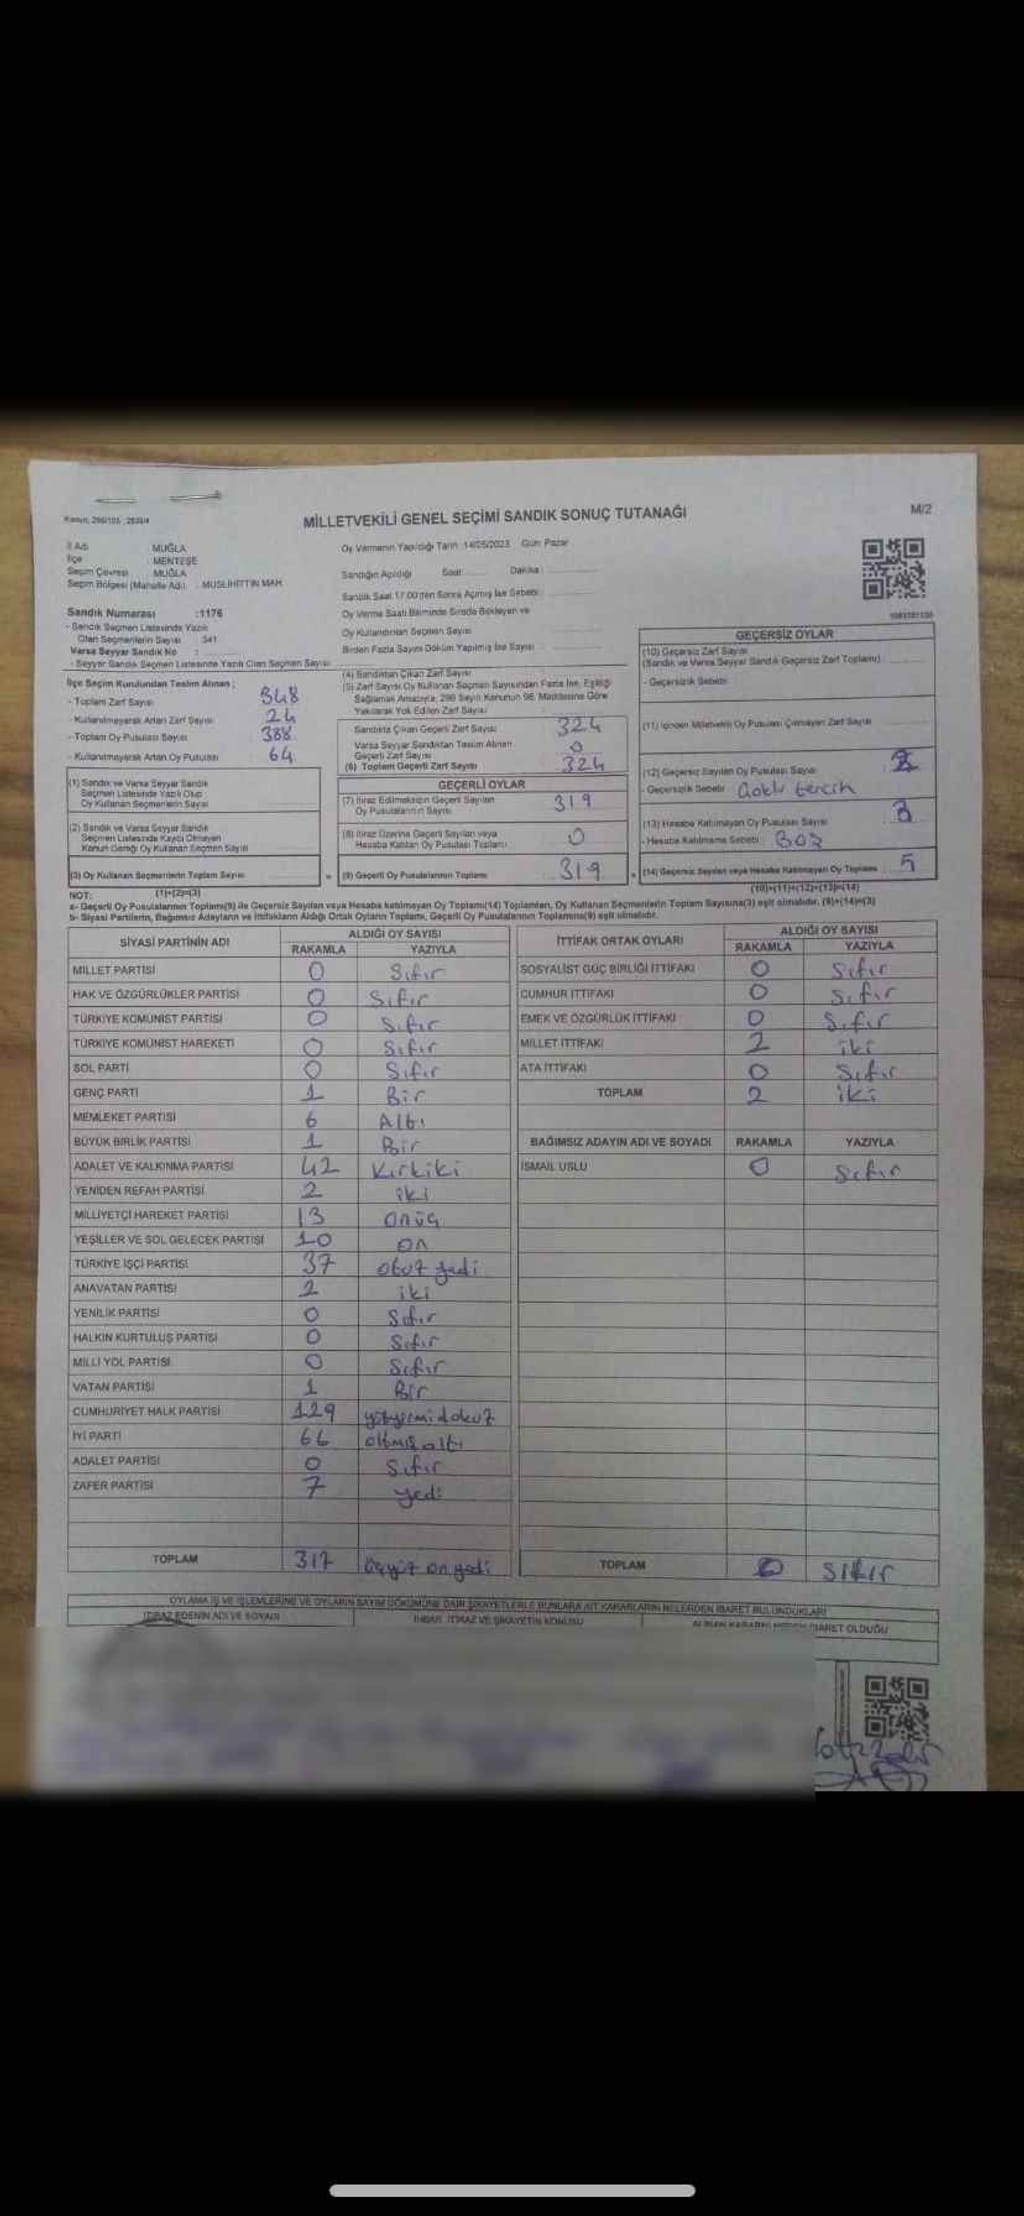 Kanun, 298/105, 2839/4
MİLLETVEKİLİ GENEL SEÇİMİ SANDIK SONUÇ TUTANAĞI
M/2
İl Adı MUĞLA
İlçe MENTEŞE
Seçim Çevresi MUĞLA
Seçim Bölgesi (Mahalle Adı) : MUSLİHİTTİN MAH.
Oy Vermenin Yapıldığı Tarih :14/05/2023 Gün: Pazar
Sandığın Açıldığı Saat: Dakika:
Sandık Saat 17.00'den Sonra Açılmış İse Sebebi:
Oy Verme Saati Bitiminde Sırada Bekleyen ve
Oy Kullandırılan Seçmen Sayısı
Birden Fazla Sayım Döküm Yapılmış İse Sayısı
Sandık Numarası :1176
- Sandık Seçmen Listesinde Yazılı
Olan Seçmenlerin Sayısı 341
Varsa Seyyar Sandık No :
- Seyyar Sandık Seçmen Listesinde Yazılı Olan Seçmen Sayısı
İlçe Seçim Kurulundan Teslim Alınan ;
- Toplam Zarf Sayısı 348
- Kullanılmayarak Artan Zarf Sayısı 24
- Toplam Oy Pusulası Sayısı 388
- Kullanılmayarak Artan Oy Pusulası 64
(1) Sandık ve Varsa Seyyar Sandık
Seçmen Listesinde Yazılı Olup
Oy Kullanan Seçmenlerin Sayısı
(2) Sandık ve Varsa Seyyar Sandık
Seçmen Listesinde Kaydı Olmayan
Kanun Gereği Oy Kullanan Seçmen Sayısı
(3) Oy Kullanan Seçmenlerin Toplam Sayısı
(1)+(2)=(3)
(4) Sandıktan Çıkan Zarf Sayısı
(5) Zarf Sayısı Oy Kullanan Seçmen Sayısından Fazla İse, Eşitliği
Sağlamak Amacıyla, 298 Sayılı Kanunun 98. Maddesine Göre
Yakılarak Yok Edilen Zarf Sayısı
Sandıkta Çıkan Geçerli Zarf Sayısı 324
Varsa Seyyar Sandıktan Teslim Alınan
Geçerli Zarf Sayısı 0
(6) Toplam Geçerli Zarf Sayısı 324
GEÇERLİ OYLAR
(7) İtiraz Edilmeksizin Geçerli Sayılan
Oy Pusulalarının Sayısı 319
(8) İtiraz Üzerine Geçerli Sayılan veya
Hesaba Katılan Oy Pusulası Toplamı 0
(9) Geçerli Oy Pusulalarının Toplamı 319
GEÇERSİZ OYLAR
(10) Geçersiz Zarf Sayısı
(Sandık ve Varsa Seyyar Sandık Geçersiz Zarf Toplamı)
- Geçersizlik Sebebi
(11) İçinden Milletvekili Oy Pusulası Çıkmayan Zarf Sayısı
(12) Geçersiz Sayılan Oy Pusulası Sayısı 2
- Geçersizlik Sebebi Çoklu tercih
(13) Hesaba Katılmayan Oy Pusulası Sayısı 3
- Hesaba Katılmama Sebebi : Boş
(14) Geçersiz Sayılan veya Hesaba Katılmayan Oy Toplamı 5
(10)+(11)+(12)+(13)=(14)
NOT:
a- Geçerli Oy Pusulalarının Toplamı(9) ile Geçersiz Sayılan veya Hesaba katılmayan Oy Toplamı(14) Toplamları, Oy Kullanan Seçmenlerin Toplam Sayısına(3) eşit olmalıdır. (9)+(14)=(3)
b- Siyasi Partilerin, Bağımsız Adayların ve İttifakların Aldığı Ortak Oyların Toplamı, Geçerli Oy Pusulasının Toplamına(9) eşit olmalıdır.
SİYASİ PARTİNİN ADI ALDIĞI OY SAYISI
RAKAMLA YAZIYLA
MİLLET PARTİSİ 0 Sıfır
HAK VE ÖZGÜRLÜKLER PARTİSİ 0 Sıfır
TÜRKİYE KOMÜNİST PARTİSİ 0 Sıfır
TÜRKİYE KOMÜNİST HAREKETİ 0 Sıfır
SOL PARTİ 0 Sıfır
GENÇ PARTİ 1 Bir
MEMLEKET PARTİSİ 6 Altı
BÜYÜK BİRLİK PARTİSİ 1 Bir
ADALET VE KALKINMA PARTİSİ 42 Kırkiki
YENİDEN REFAH PARTİSİ 2 iki
MİLLİYETÇİ HAREKET PARTİSİ 13 onüç
YEŞİLLER VE SOL GELECEK PARTİSİ 10 on
TÜRKİYE İŞÇİ PARTİSİ 37 otuz yedi
ANAVATAN PARTİSİ 2 iki
YENİLİK PARTİSİ 0 Sıfır
HALKIN KURTULUŞ PARTİSİ 0 Sıfır
MİLLİ YOL PARTİSİ 0 Sıfır
VATAN PARTİSİ 1 Bir
CUMHURİYET HALK PARTİSİ 129 yüzyirmidokuz
İYİ PARTİ 66 altmış altı
ADALET PARTİSİ 0 Sıfır
ZAFER PARTİSİ 7 yedi
TOPLAM 317 üçyüz onyedi
İTTİFAK ORTAK OYLARI ALDIĞI OY SAYISI
RAKAMLA YAZIYLA
SOSYALİST GÜÇ BİRLİĞİ İTTİFAKI 0 Sıfır
CUMHUR İTTİFAKI 0 Sıfır
EMEK VE ÖZGÜRLÜK İTTİFAKI 0 Sıfır
MİLLET İTTİFAKI 2 iki
ATA İTTİFAKI 0 Sıfır
TOPLAM 2 iki
BAĞIMSIZ ADAYIN ADI VE SOYADI RAKAMLA YAZIYLA
İSMAİL USLU 0 Sıfır
TOPLAM 0 SIFIR
OYLAMA İŞ VE İŞLEMLERİNE VE OYLARIN SAYIM DÖKÜMÜNE DAİR ŞİKAYETLERLE BUNLARA AİT KARARLARIN NELERDEN İBARET BULUNDUKLARI
İTİRAZ EDENİN ADI VE SOYADI İHBAR, İTİRAZ VE ŞİKAYETİN KONUSU ALINAN KARARIN NEDEN İBARET OLDUĞU